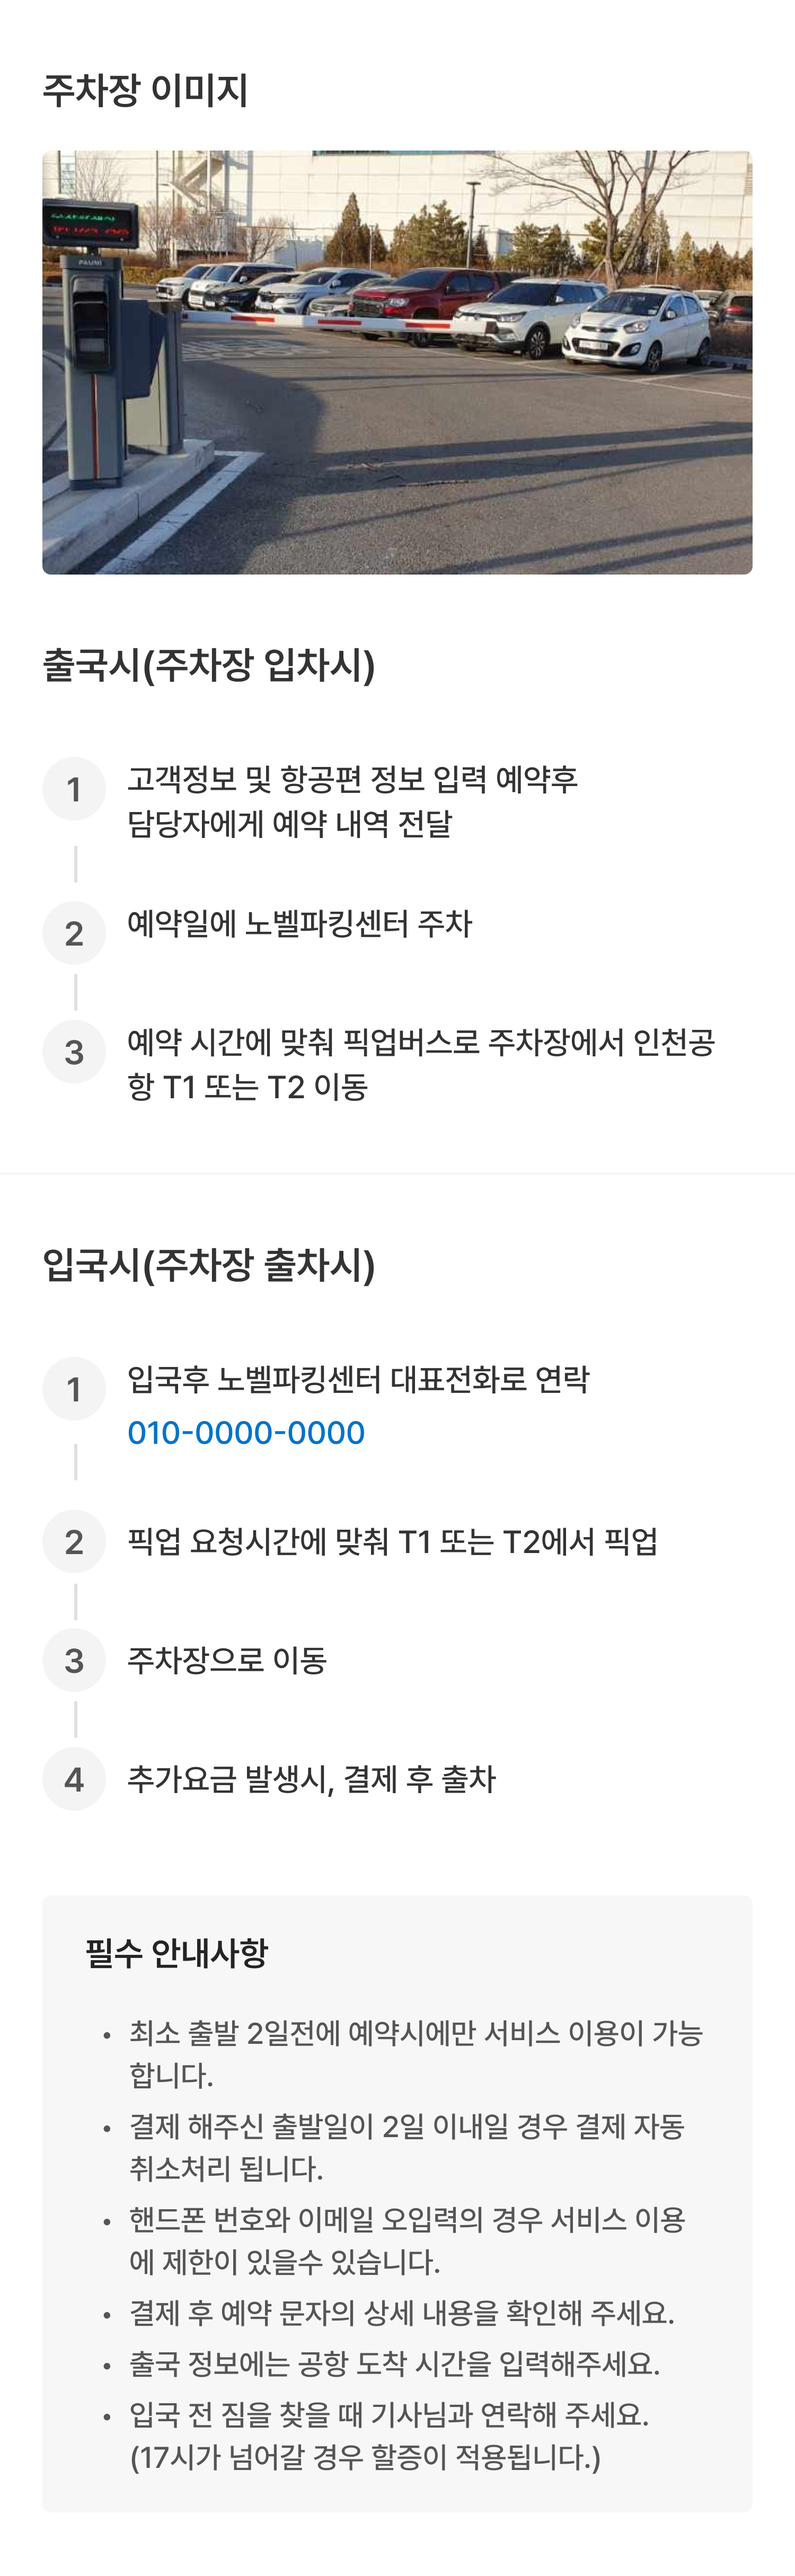 주차장 이미지
PAUNI
출국시(주차장 입차시)
1
고객정보 및 항공편 정보 입력 예약후
담당자에게 예약 내역 전달
2
예약일에 노벨파킹센터 주차
3
예약 시간에 맞춰 픽업버스로 주차장에서 인천공
항 T1 또는 T2 이동
입국시(주차장 출차시)
1
입국후 노벨파킹센터 대표전화로 연락
010-0000-0000
2
픽업 요청시간에 맞춰 T1 또는 T2에서 픽업
3
주차장으로 이동
4
추가요금 발생시, 결제 후 출차
필수 안내사항
• 최소 출발 2일전에 예약시에만 서비스 이용이 가능
합니다.
• 결제 해주신 출발일이 2일 이내일 경우 결제 자동
취소처리 됩니다.
• 핸드폰 번호와 이메일 오입력의 경우 서비스 이용
에 제한이 있을수 있습니다.
• 결제 후 예약 문자의 상세 내용을 확인해 주세요.
• 출국 정보에는 공항 도착 시간을 입력해주세요.
• 입국 전 짐을 찾을 때 기사님과 연락해 주세요.
(17시가 넘어갈 경우 할증이 적용됩니다.)